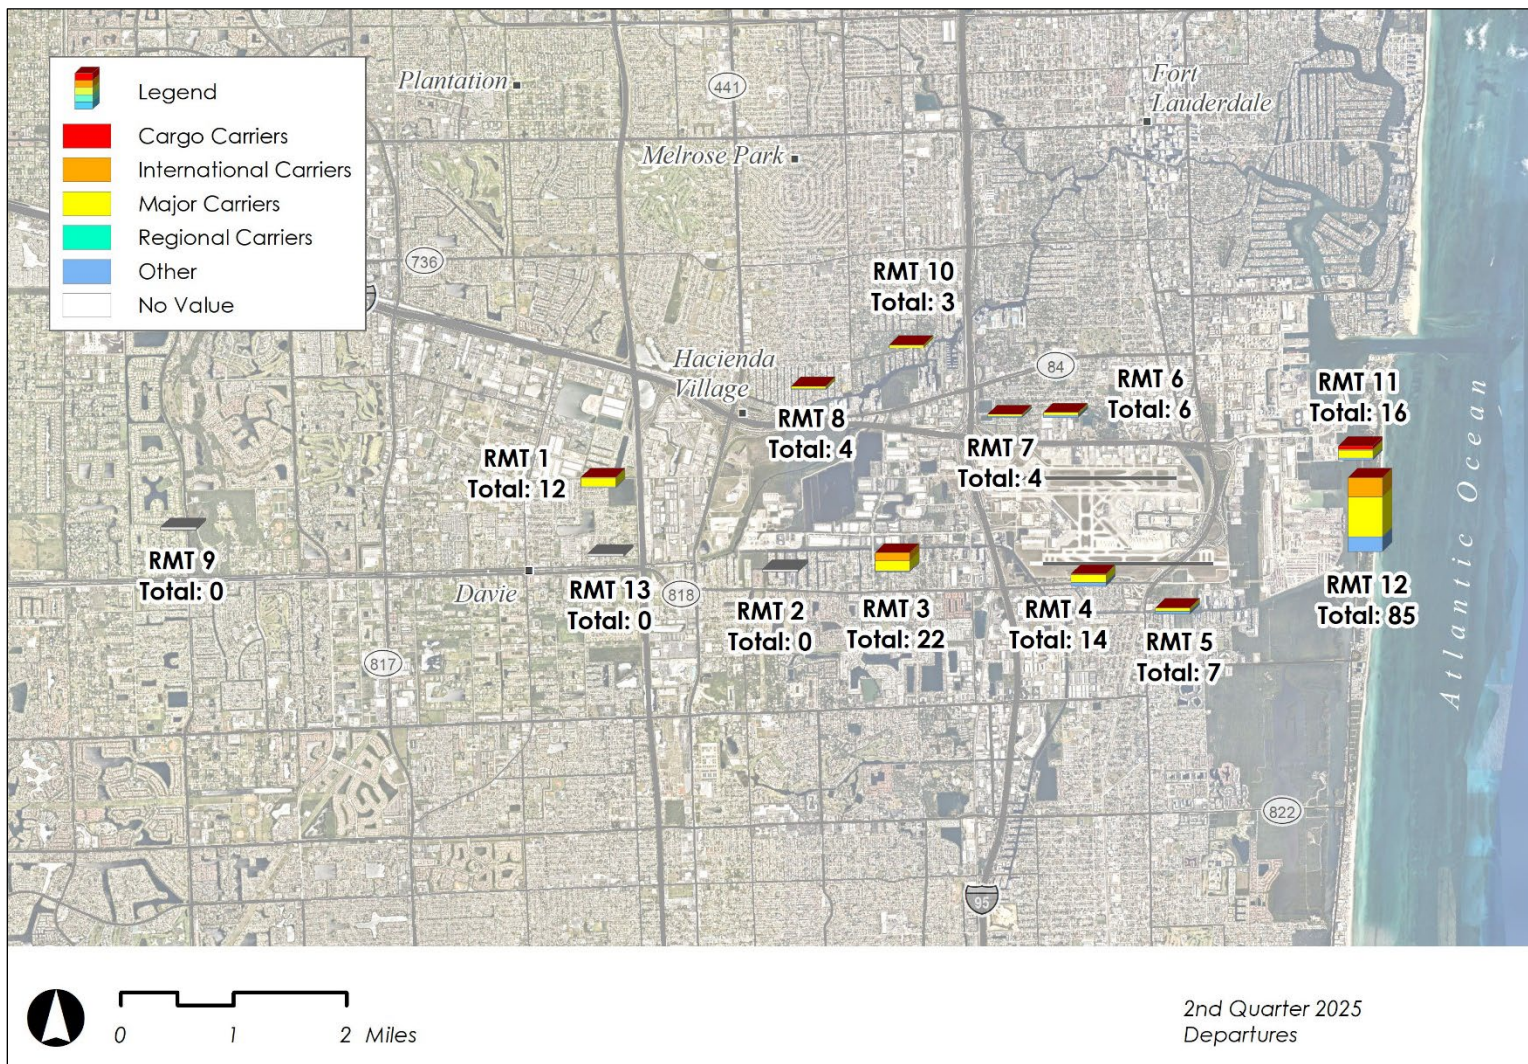 Legend
Cargo Carriers
International Carriers
Major Carriers
Regional Carriers
Other
No Value
Plantation
441
Fort
Lauderdale
Melrose Park
736
RMT 10
Total: 3
Hacienda
Village
84
RMT 6
Total: 6
RMT 11
Total: 16
RMT 8
Total: 4
RMT 7
Total: 4
RMT 1
Total: 12
Atlantic Ocean
RMT 9
Total: 0
Davie
RMT 13
Total: 0
818
RMT 2
Total: 0
RMT 3
Total: 22
RMT 4
Total: 14
RMT 5
Total: 7
RMT 12
Total: 85
817
822
95
0 1 2 Miles
2nd Quarter 2025
Departures